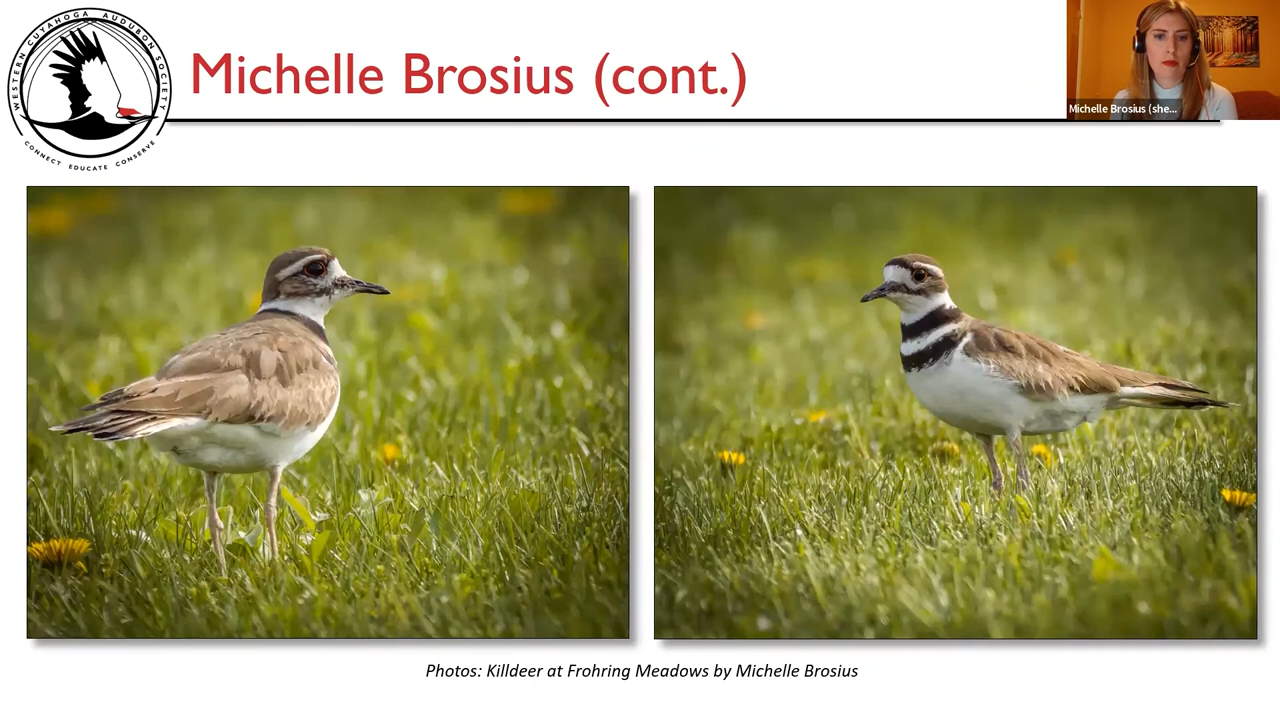 WESTERN CUYAHOGA AUDUBON SOCIETY
CONNECT EDUCATE CONSERVE
Michelle Brosius (cont.)
Michelle Brosius (she...
Photos: Killdeer at Frohring Meadows by Michelle Brosius